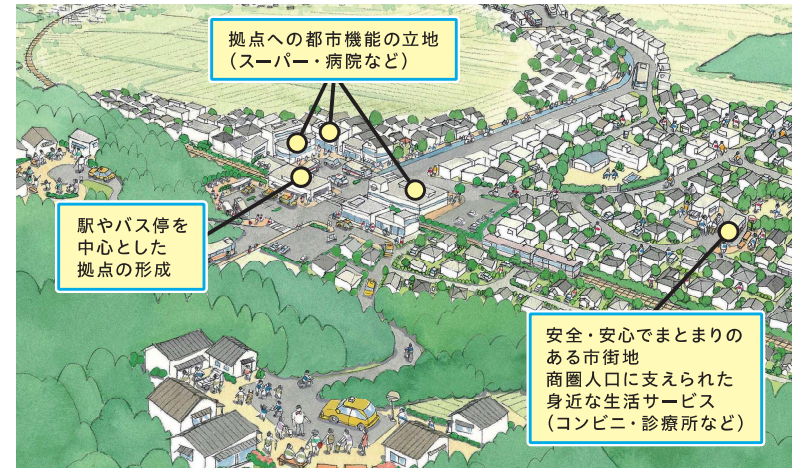 拠点への都市機能の立地
(スーパー・病院など)
駅やバス停を
中心とした
拠点の形成
安全・安心でまとまりの
ある市街地
商圏人口に支えられた
身近な生活サービス
(コンビニ・診療所など)